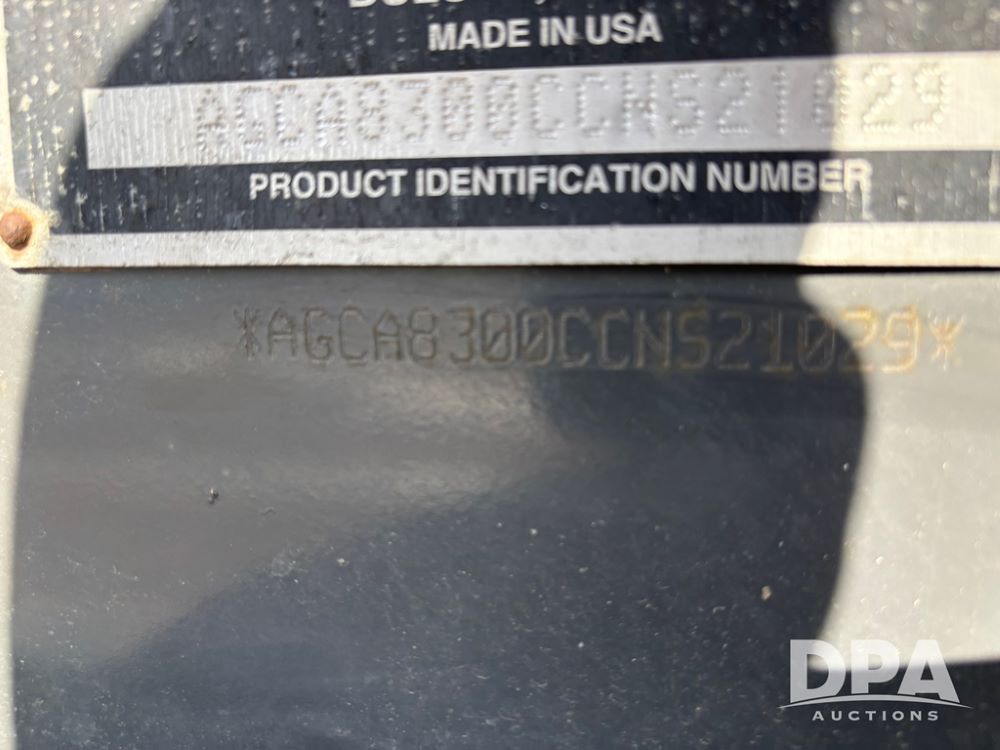 MADE IN USA
AGCA8300CCNS21029
PRODUCT IDENTIFICATION NUMBER
*AGCA8300CCNS21029*
DPA
AUCTIONS